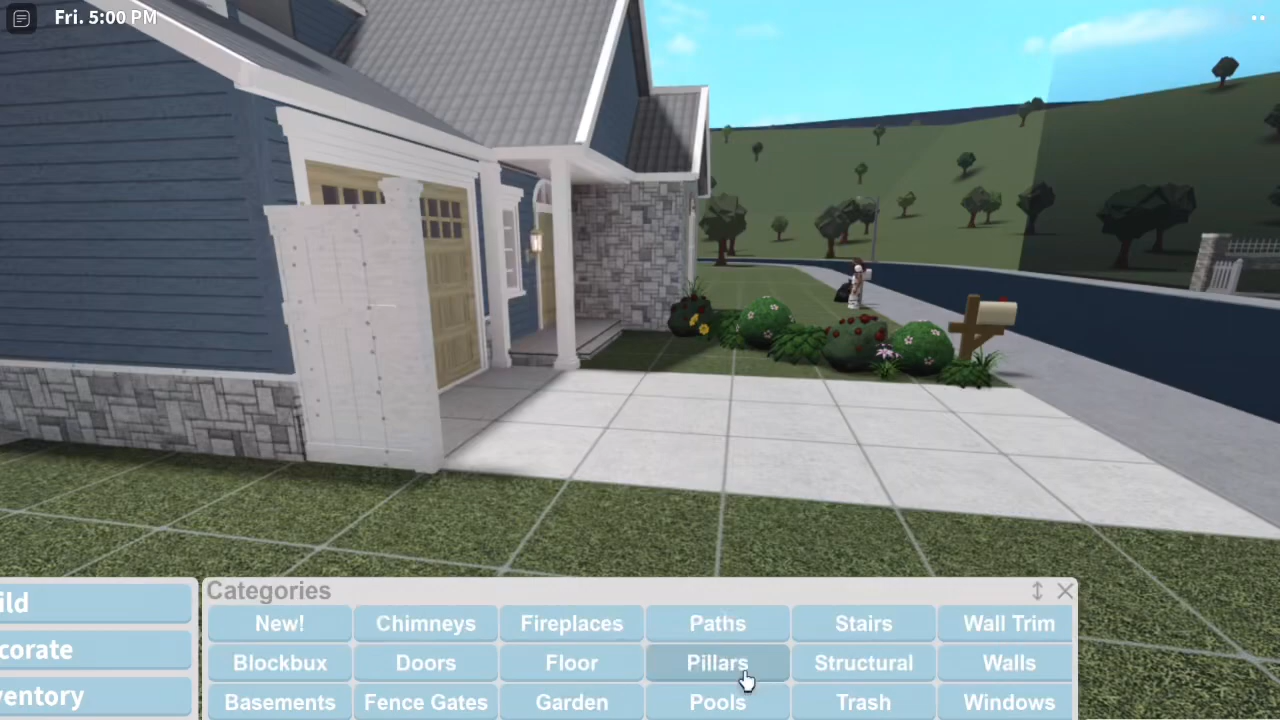 Fri. 5:00 PM
ild
Categories
New! Chimneys Fireplaces Paths Stairs Wall Trim
corate
Blockbux Doors Floor Pillars Structural Walls
ventory
Basements Fence Gates Garden Pools Trash Windows